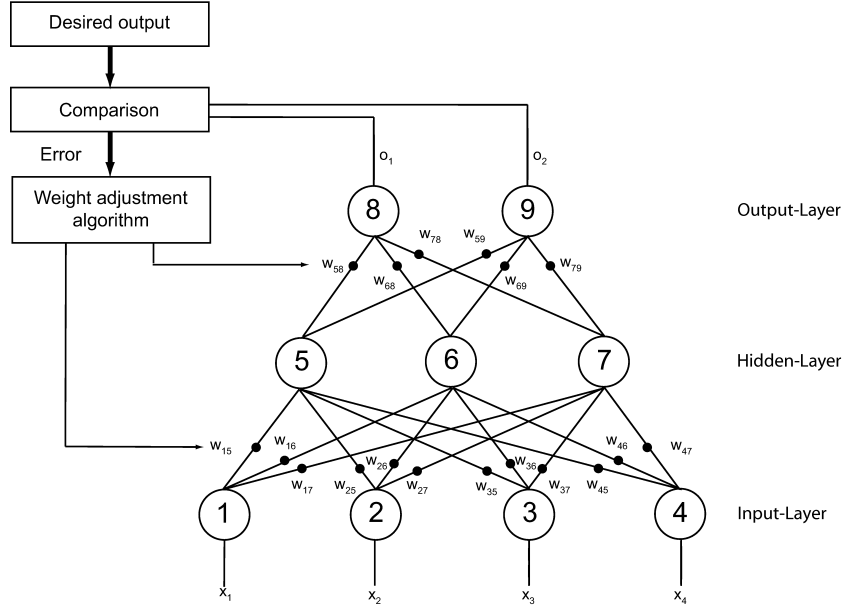 Desired output
Comparison
Error
Weight adjustment
algorithm
o1
o2
8
9
Output-Layer
w78
w59
w58
w68
w69
w79
5
6
7
Hidden-Layer
w15
w16
w17
w25
w26
w27
w35
w36
w37
w45
w46
w47
1
2
3
4
Input-Layer
x1
x2
x3
x4